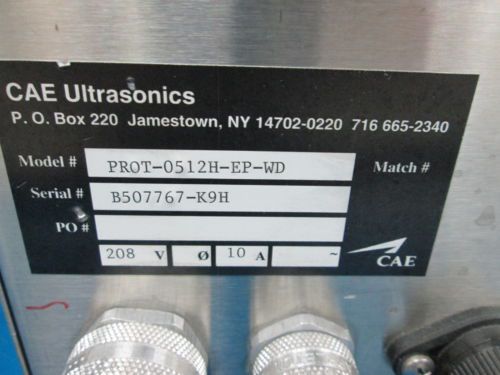 CAE Ultrasonics
P. O. Box 220 Jamestown, NY 14702-0220 716 665-2340
Model # PROT-0512H-EP-WD Match #
Serial # B507767-K9H
PO #
208 V Ø 10 A ~
CAE